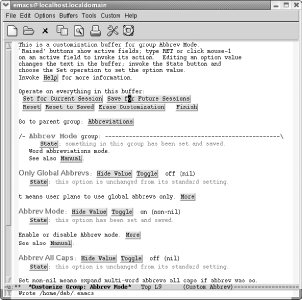 emacs@localhost.localdomain
File Edit Options Buffers Tools Custom Help
This is a customization buffer for group Abbrev Mode.
`Raised' buttons show active fields; type RET or click mouse-1
on an active field to invoke its action. Editing an option value
changes the text in the buffer; invoke the State button and
choose the Set operation to set the option value.
Invoke Help for more information.
Operate on everything in this buffer:
Set for Current Session Save for Future Sessions
Reset Reset to Saved Erase Customization Finish
Go to parent group: Abbreviations
/- Abbrev Mode group: ---------------------------------------\
State: something in this group has been set and saved.
Word abbreviations mode.
See also Manual.
Only Global Abbrevs: Hide Value Toggle off (nil)
State: this option is unchanged from its standard setting.
t means user plans to use global abbrevs only. More
Abbrev Mode: Hide Value Toggle on (non-nil)
State: this option has been set and saved.
Enable or disable Abbrev mode. More
See also Manual.
Abbrev All Caps: Hide Value Toggle off (nil)
State: this option is unchanged from its standard setting.
Set non-nil means expand multi-word abbrevs all caps if abbrev was so.
-u:** *Customize Group: Abbrev Mode* Top L9 (Custom Abbrev)
Wrote /home/deb/.emacs